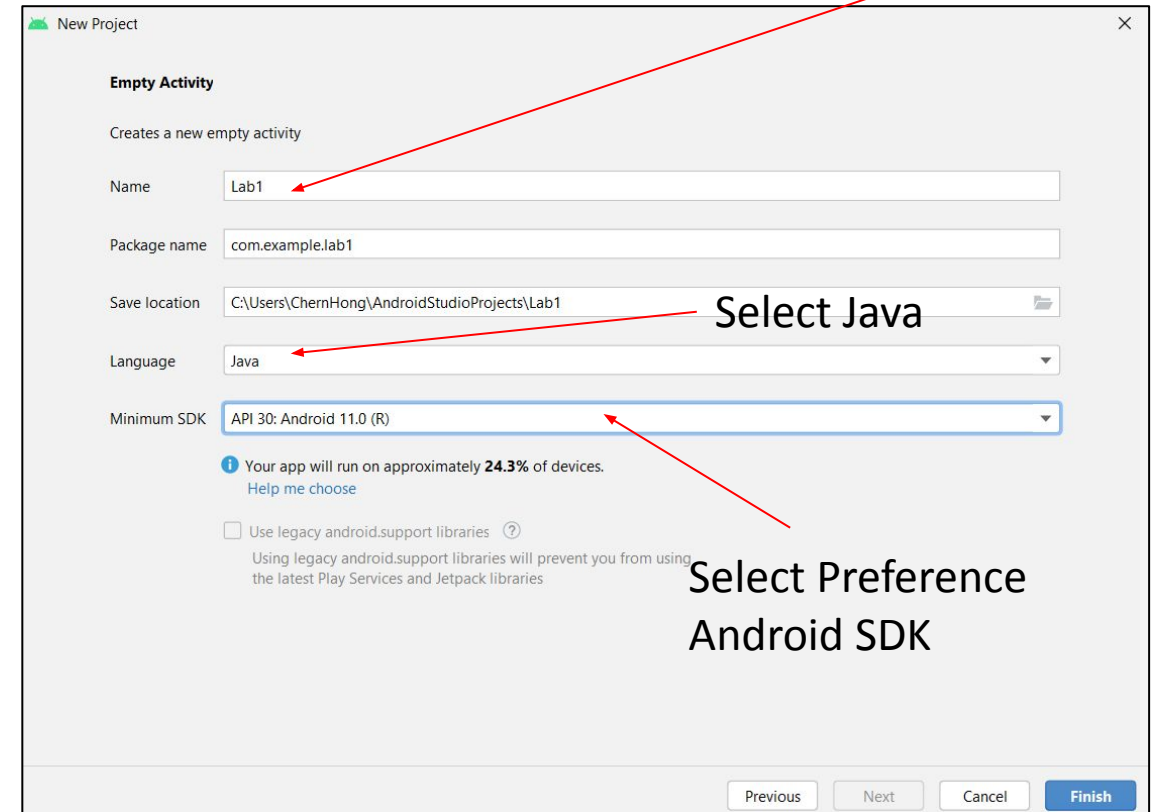 New Project
Empty Activity
Creates a new empty activity
Name
Lab1
Package name
com.example.lab1
Save location
C:\Users\ChernHong\AndroidStudioProjects\Lab1
Select Java
Language
Java
Minimum SDK
API 30: Android 11.0 (R)
Your app will run on approximately 24.3% of devices.
Help me choose
Use legacy android.support libraries ?
Using legacy android.support libraries will prevent you from using
the latest Play Services and Jetpack libraries
Select Preference
Android SDK
Previous
Next
Cancel
Finish